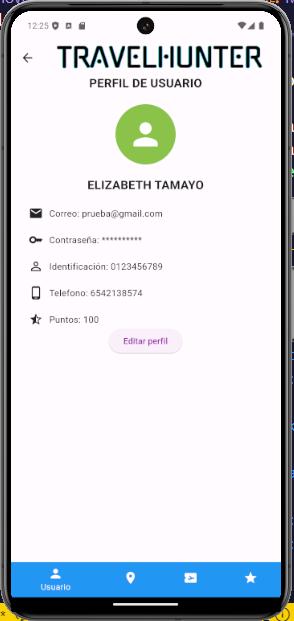 12:25
TRAVELHUNTER
PERFIL DE USUARIO
ELIZABETH TAMAYO
Correo: prueba@gmail.com
Contraseña: **********
Identificación: 0123456789
Telefono: 6542138574
Puntos: 100
Editar perfil
Usuario